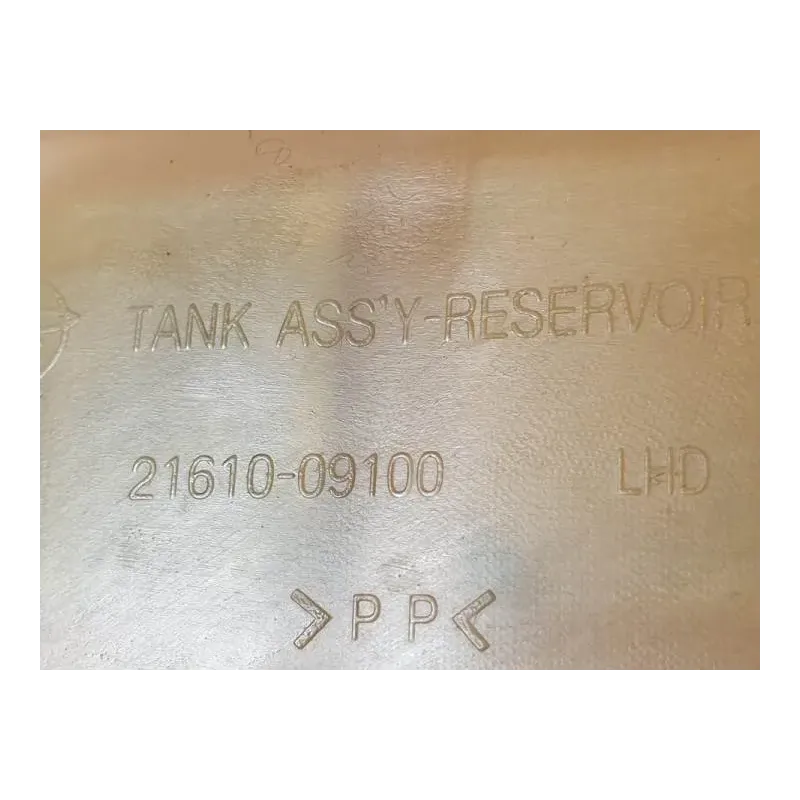 TANK ASS'Y-RESERVOIR
21610-09100 LHD
>PP<